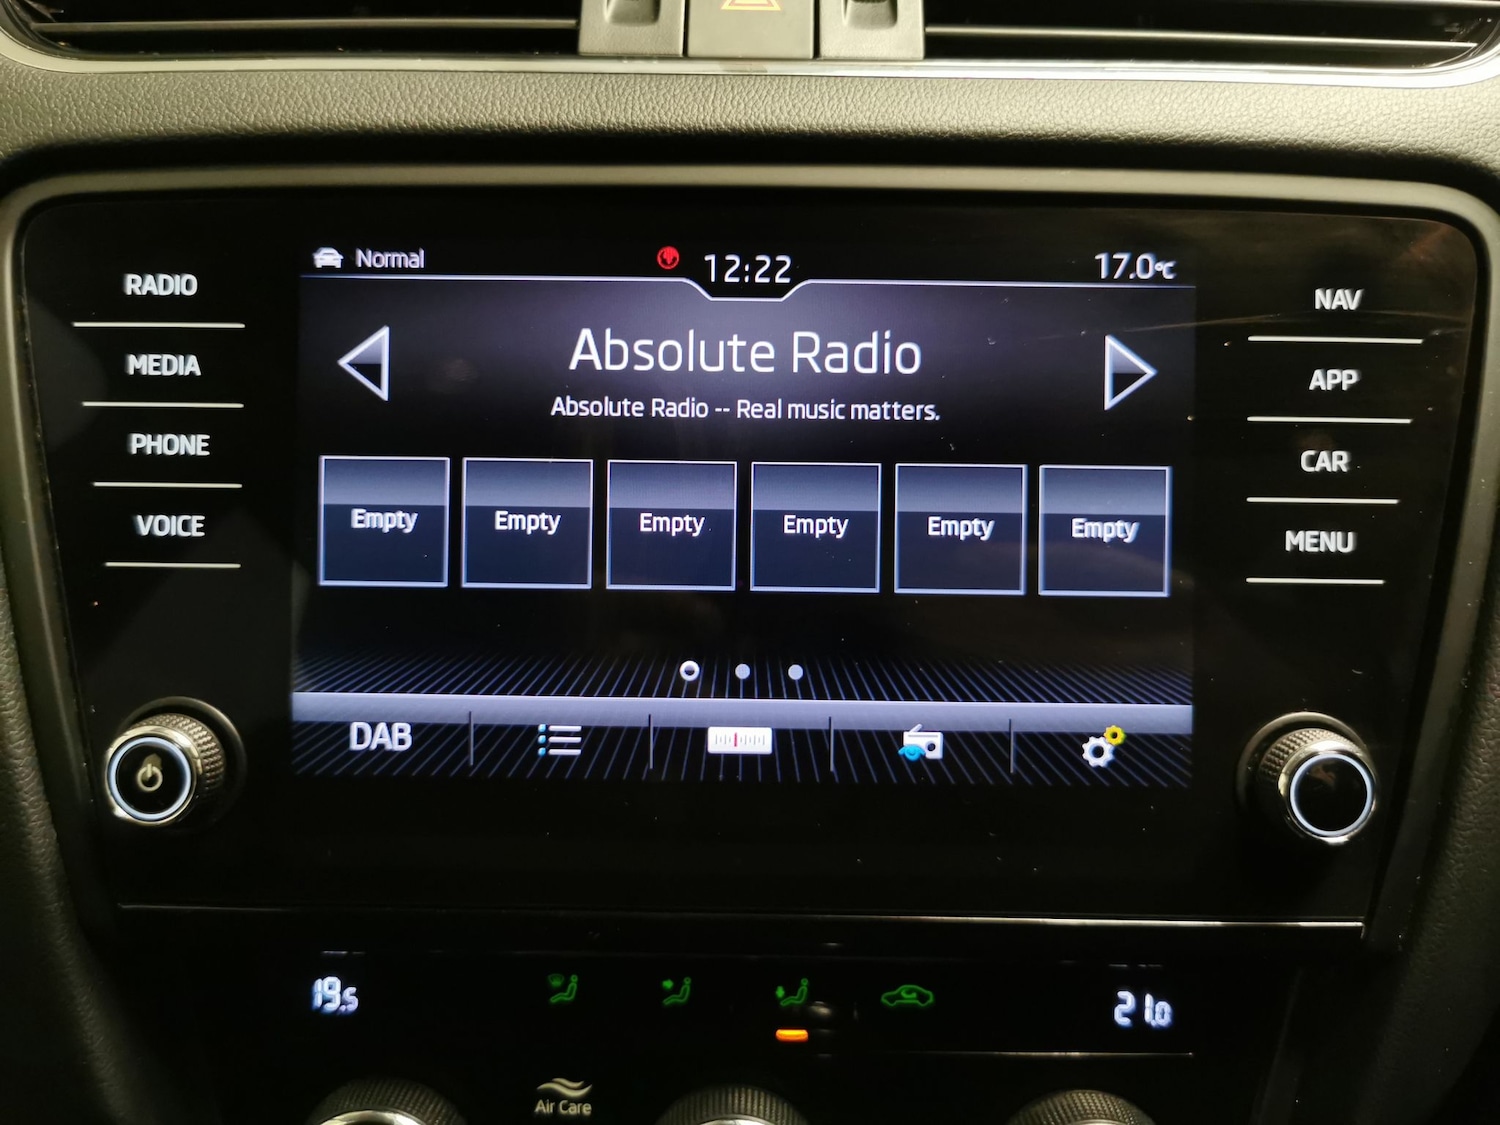 Normal 12:22 17.0°C
RADIO
MEDIA
PHONE
VOICE
Absolute Radio
Absolute Radio -- Real music matters.
Empty Empty Empty Empty Empty Empty
DAB
NAV
APP
CAR
MENU
19.5 21.0
Air Care